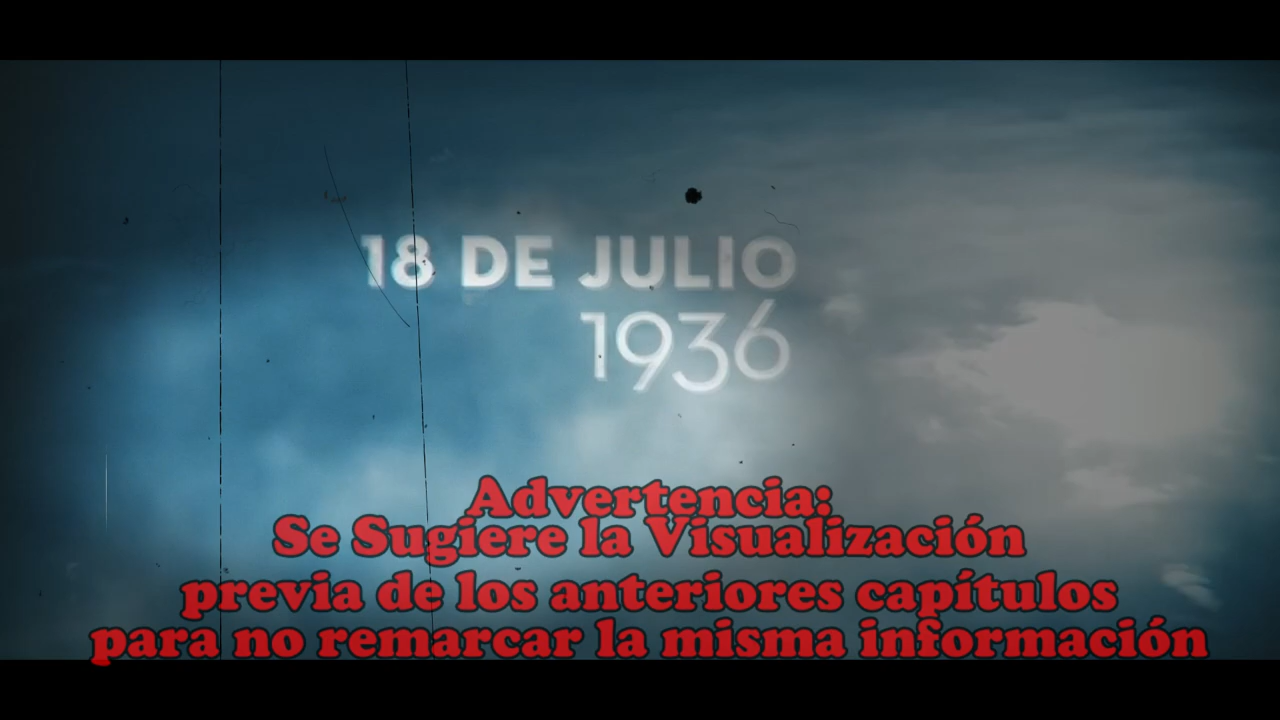 18 DE JULIO
1936
Advertencia:
Se Sugiere la Visualización
previa de los anteriores capítulos
para no remarcar la misma información